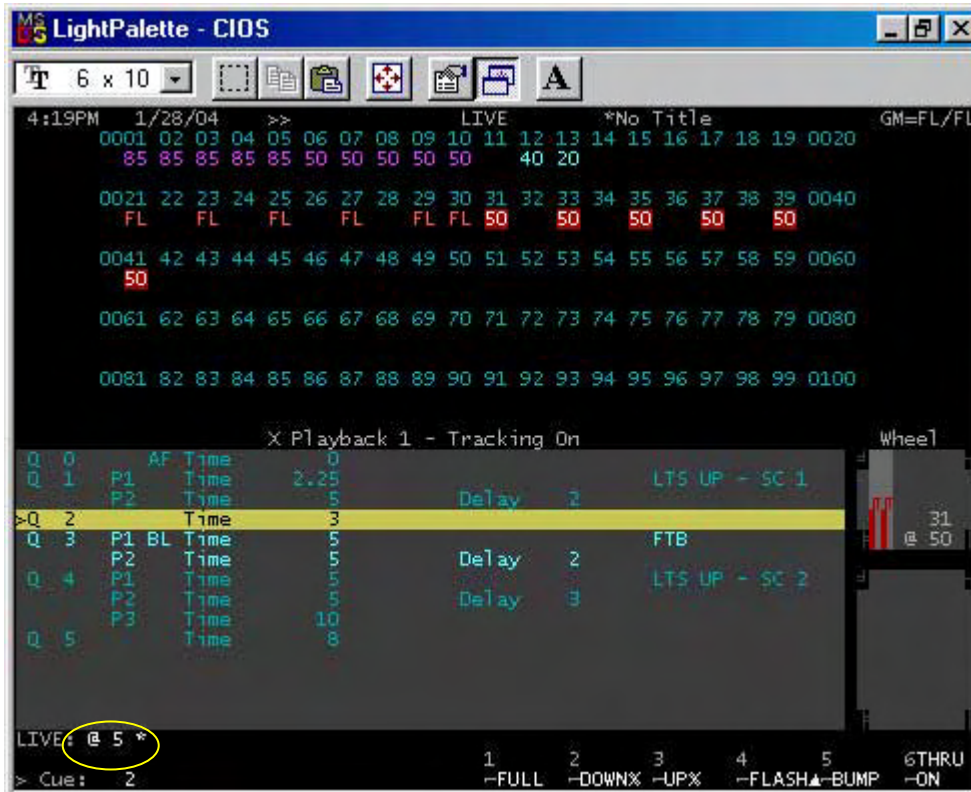 MS DOS LightPalette - CIOS
6 x 10 A
4:19PM 1/28/04 >> LIVE *No Title GM=FL/FL
0001 02 03 04 05 06 07 08 09 10 11 12 13 14 15 16 17 18 19 0020
85 85 85 85 85 50 50 50 50 50 40 20
0021 22 23 24 25 26 27 28 29 30 31 32 33 34 35 36 37 38 39 0040
FL FL FL FL FL FL 50 50 50 50 50
0041 42 43 44 45 46 47 48 49 50 51 52 53 54 55 56 57 58 59 0060
50
0061 62 63 64 65 66 67 68 69 70 71 72 73 74 75 76 77 78 79 0080
0081 82 83 84 85 86 87 88 89 90 91 92 93 94 95 96 97 98 99 0100
X Playback 1 - Tracking On Wheel
Q 0 AF Time 0
Q 1 P1 Time 2.25 LTS UP - SC 1
P2 Time 5 Delay 2
>Q 2 Time 3
31
Q 3 P1 BL Time 5 FTB
@ 50
P2 Time 5 Delay 2
Q 4 P1 Time 5 LTS UP - SC 2
P2 Time 5 Delay 3
P3 Time 10
Q 5 Time 8
LIVE: @ 5 *
1 2 3 4 5 6THRU
> Cue: 2 ⌐FULL ⌐DOWN% ⌐UP% ⌐FLASH▲⌐BUMP ⌐ON